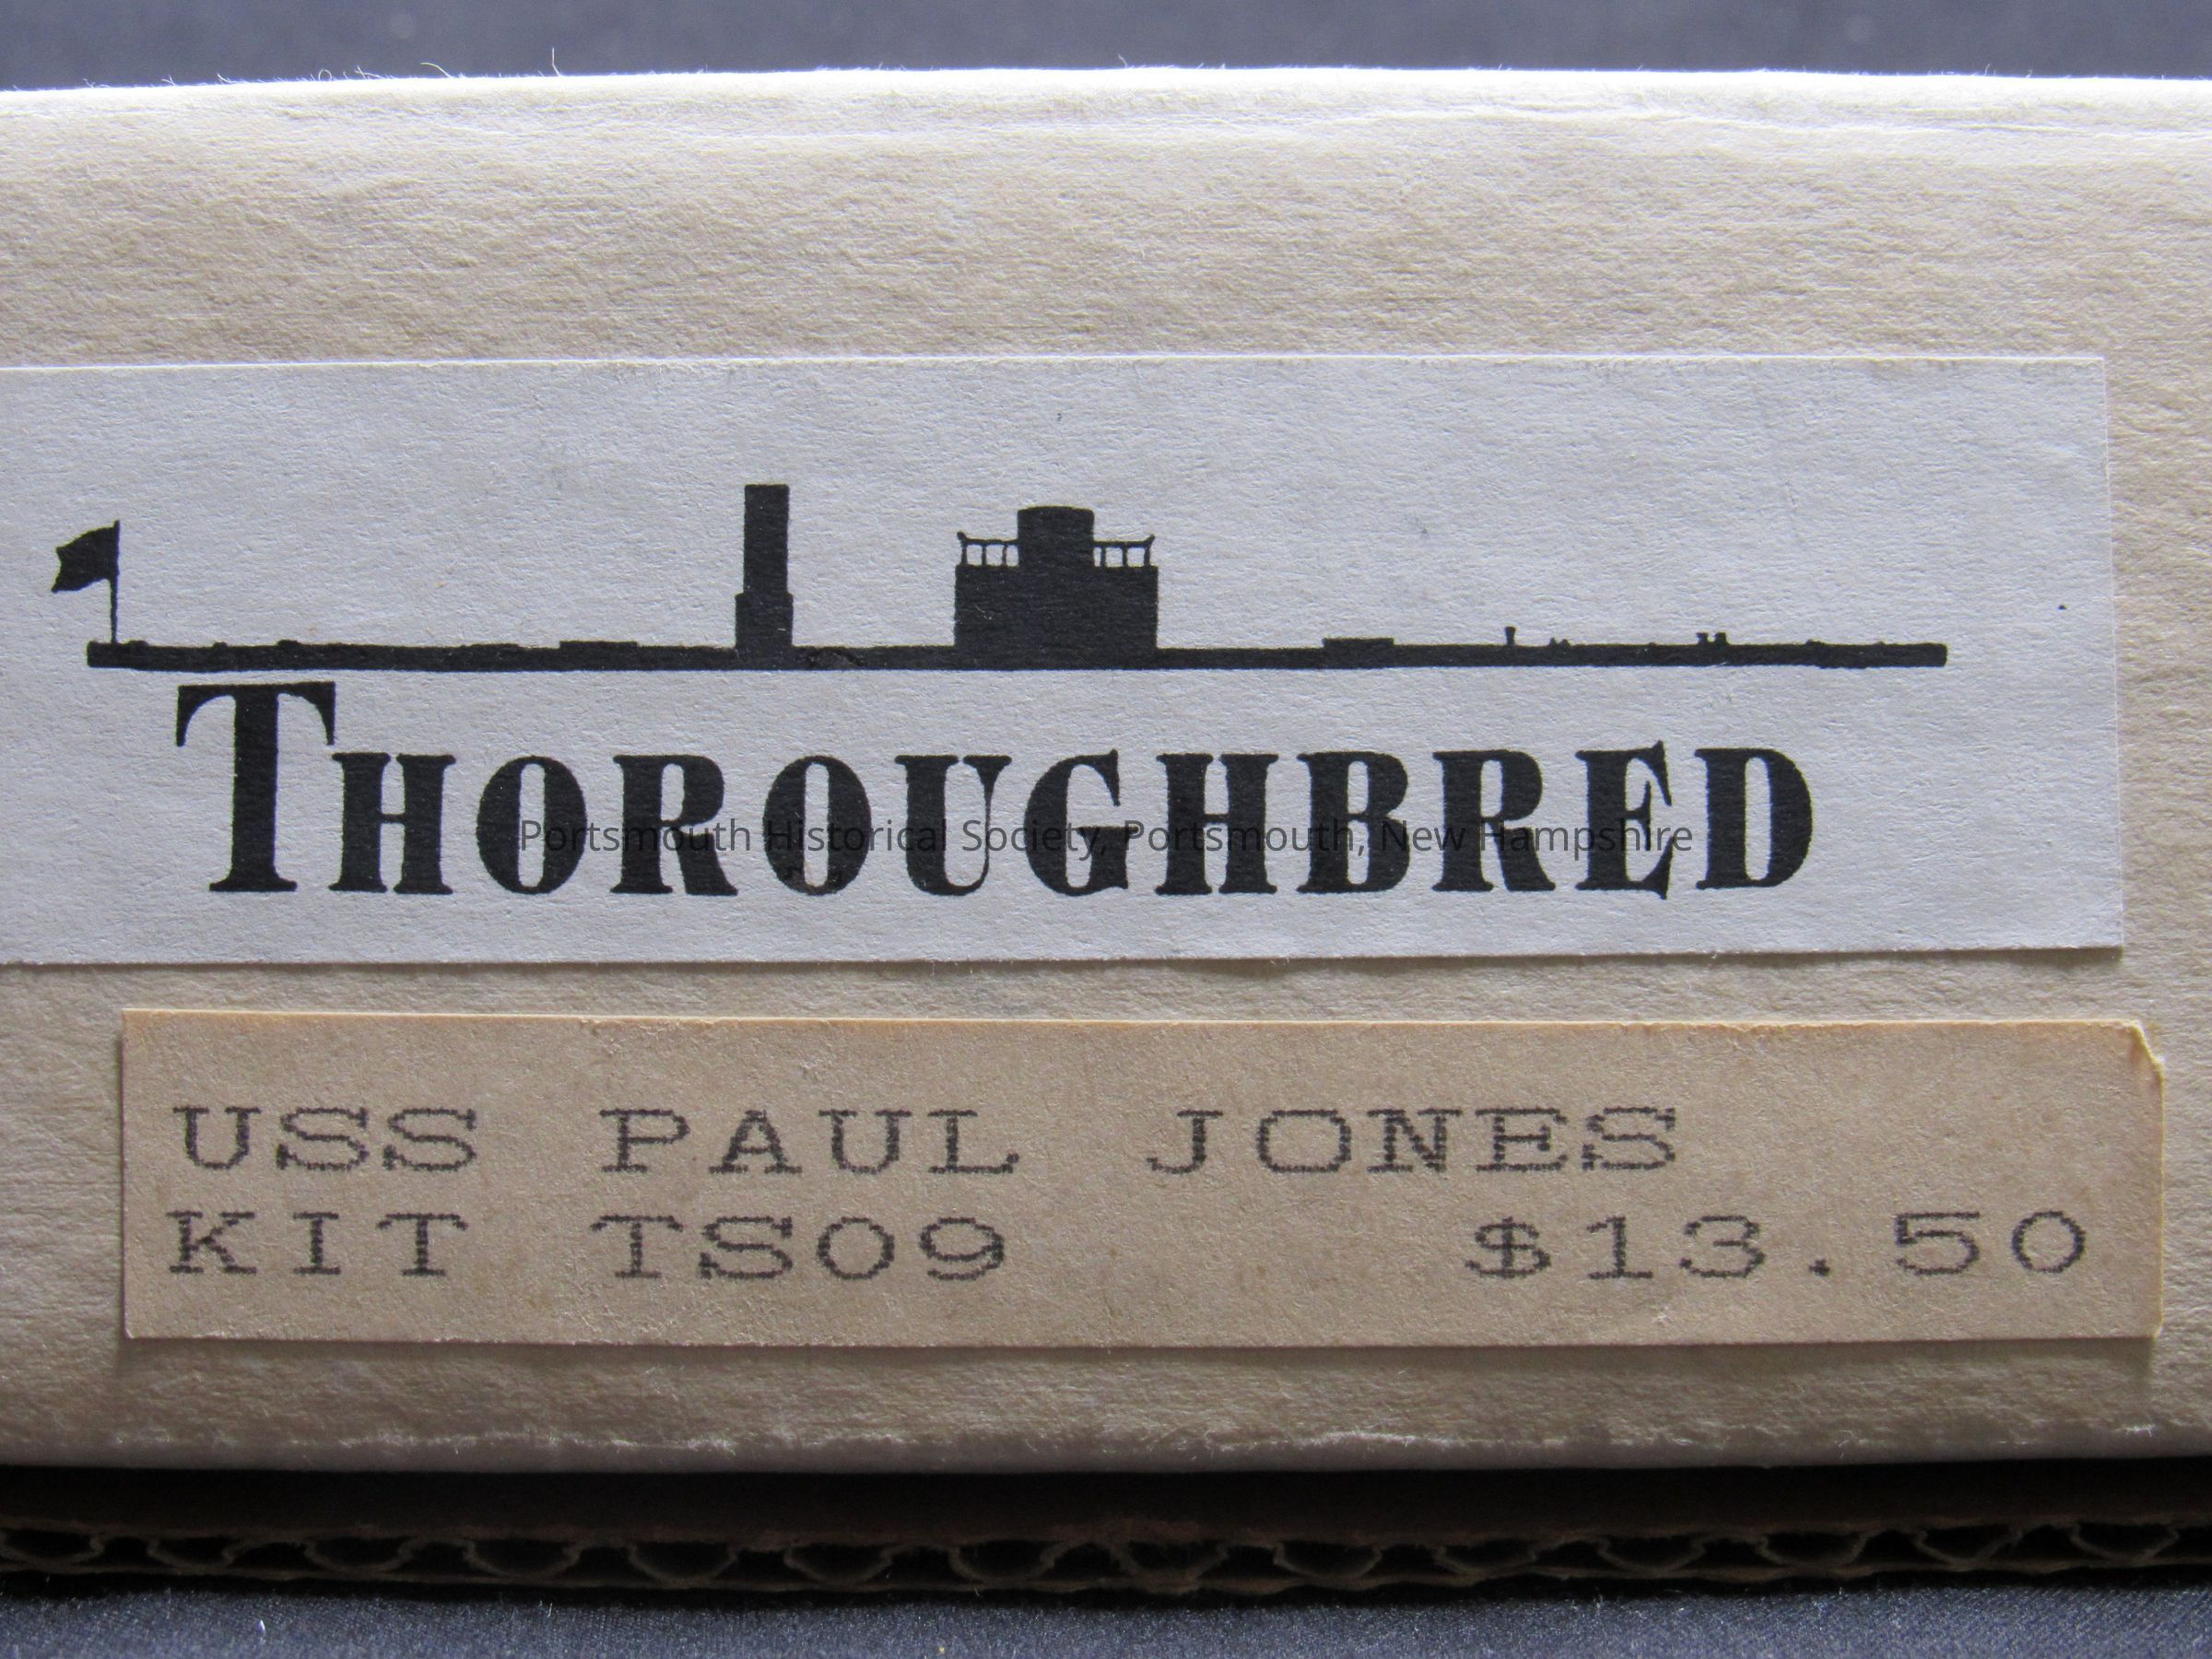 THOROUGHBRED
Portsmouth Historical Society, Portsmouth, New Hampshire
USS PAUL JONES
KIT TS09 $13.50